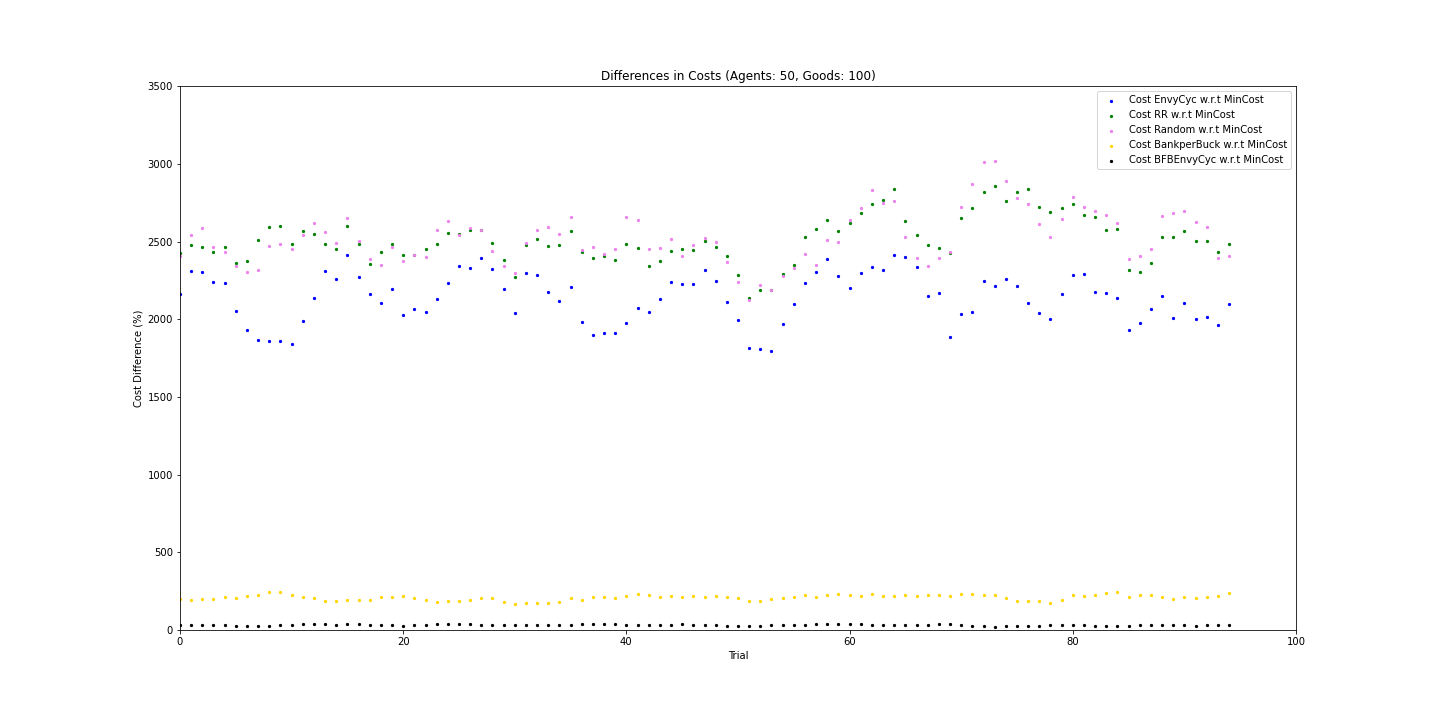 Differences in Costs (Agents: 50, Goods: 100)
3500
3000
2500
2000
1500
1000
500
0
Cost Difference (%)
Cost EnvyCyc w.r.t MinCost
Cost RR w.r.t MinCost
Cost Random w.r.t MinCost
Cost BankperBuck w.r.t MinCost
Cost BFBEnvyCyc w.r.t MinCost
0 20 40 60 80 100
Trial